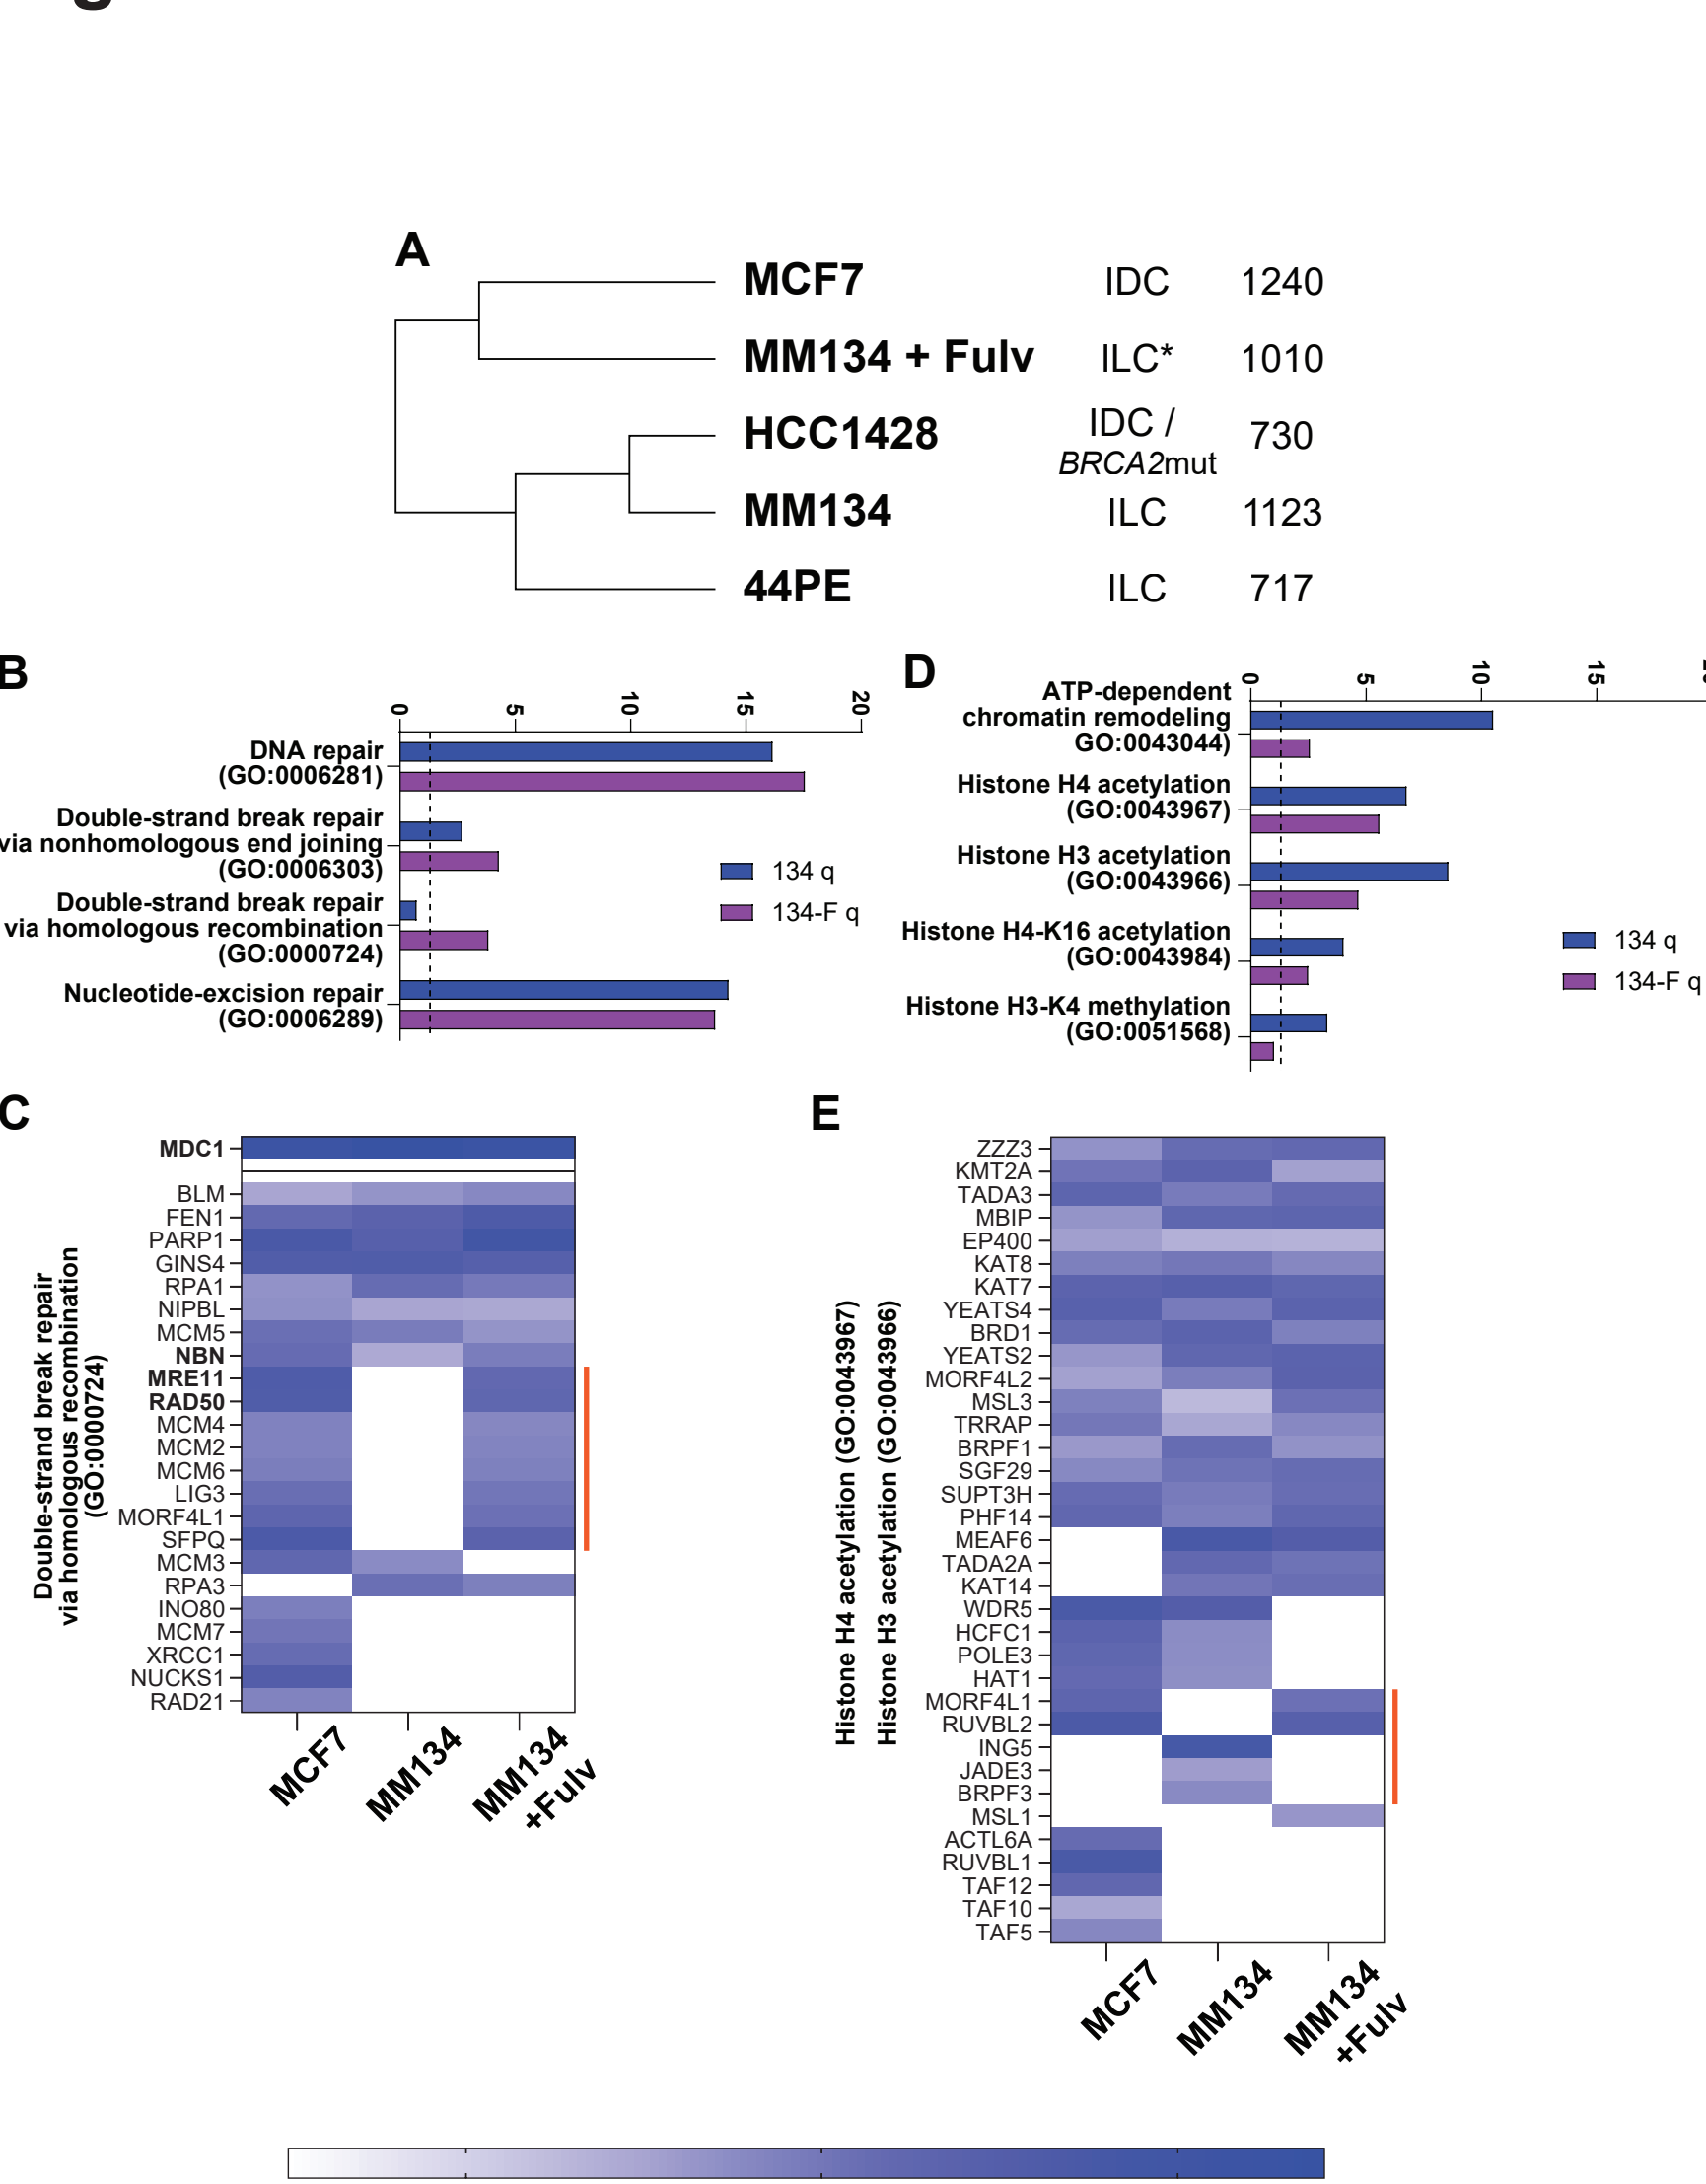 A
MCF7 IDC 1240
MM134 + Fulv ILC* 1010
HCC1428 IDC / BRCA2mut 730
MM134 ILC 1123
44PE ILC 717
B
0 5 10 15 20
DNA repair
(GO:0006281)
Double-strand break repair
via nonhomologous end joining
(GO:0006303)
Double-strand break repair
via homologous recombination
(GO:0000724)
Nucleotide-excision repair
(GO:0006289)
134 q
134-F q
D
0 5 10 15
ATP-dependent
chromatin remodeling
GO:0043044)
Histone H4 acetylation
(GO:0043967)
Histone H3 acetylation
(GO:0043966)
Histone H4-K16 acetylation
(GO:0043984)
Histone H3-K4 methylation
(GO:0051568)
134 q
134-F q
C
Double-strand break repair
via homologous recombination
(GO:0000724)
MDC1
BLM
FEN1
PARP1
GINS4
RPA1
NIPBL
MCM5
NBN
MRE11
RAD50
MCM4
MCM2
MCM6
LIG3
MORF4L1
SFPQ
MCM3
RPA3
INO80
MCM7
XRCC1
NUCKS1
RAD21
MCF7
MM134
MM134
+Fulv
E
Histone H4 acetylation (GO:0043967)
Histone H3 acetylation (GO:0043966)
ZZZ3
KMT2A
TADA3
MBIP
EP400
KAT8
KAT7
YEATS4
BRD1
YEATS2
MORF4L2
MSL3
TRRAP
BRPF1
SGF29
SUPT3H
PHF14
MEAF6
TADA2A
KAT14
WDR5
HCFC1
POLE3
HAT1
MORF4L1
RUVBL2
ING5
JADE3
BRPF3
MSL1
ACTL6A
RUVBL1
TAF12
TAF10
TAF5
MCF7
MM134
MM134
+Fulv